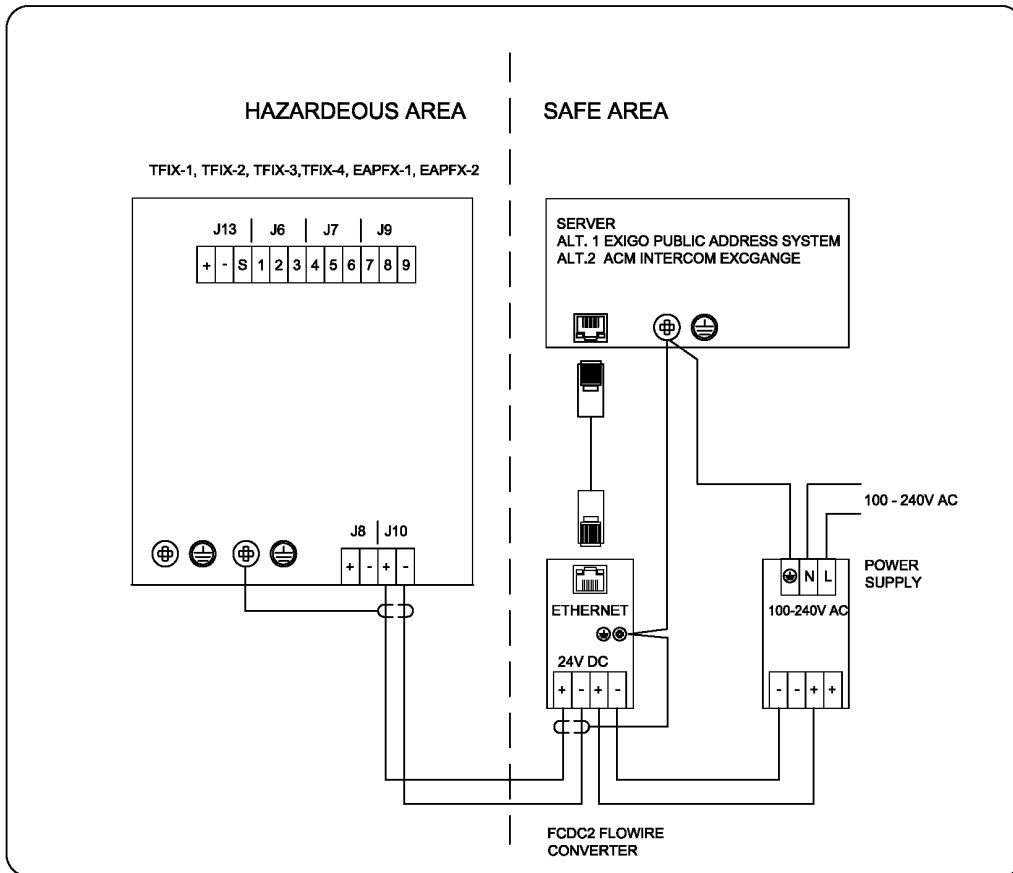 HAZARDEOUS AREA
SAFE AREA
TFIX-1, TFIX-2, TFIX-3,TFIX-4, EAPFX-1, EAPFX-2
J13 J6 J7 J9
+ - S 1 2 3 4 5 6 7 8 9
SERVER
ALT. 1 EXIGO PUBLIC ADDRESS SYSTEM
ALT.2 ACM INTERCOM EXCGANGE
100 - 240V AC
J8 J10
+ - + -
ETHERNET
24V DC
+ - + -
N L
100-240V AC
- - + +
POWER
SUPPLY
FCDC2 FLOWIRE
CONVERTER